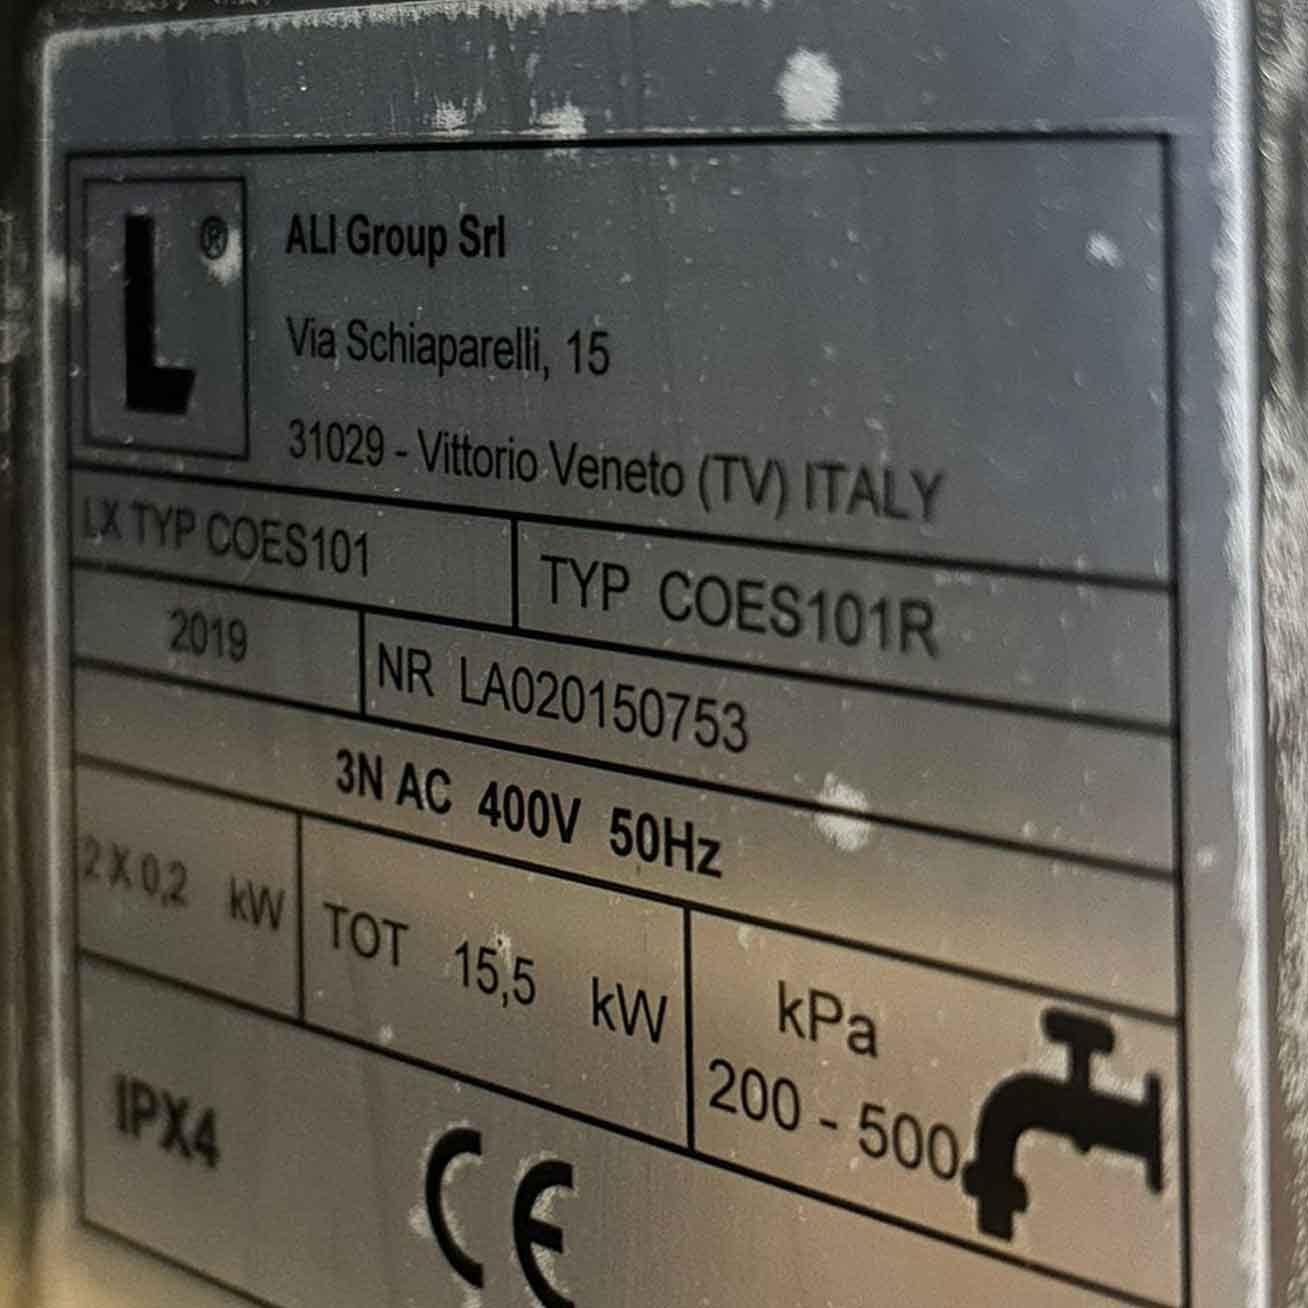 L®
ALI Group Srl
Via Schiaparelli, 15
31029 - Vittorio Veneto (TV) ITALY
LX TYP COES101
TYP COES101R
2019
NR LA020150753
3N AC 400V 50Hz
2 X 0,2 kW
TOT 15,5 kW
kPa
200 - 500
IPX4
CE